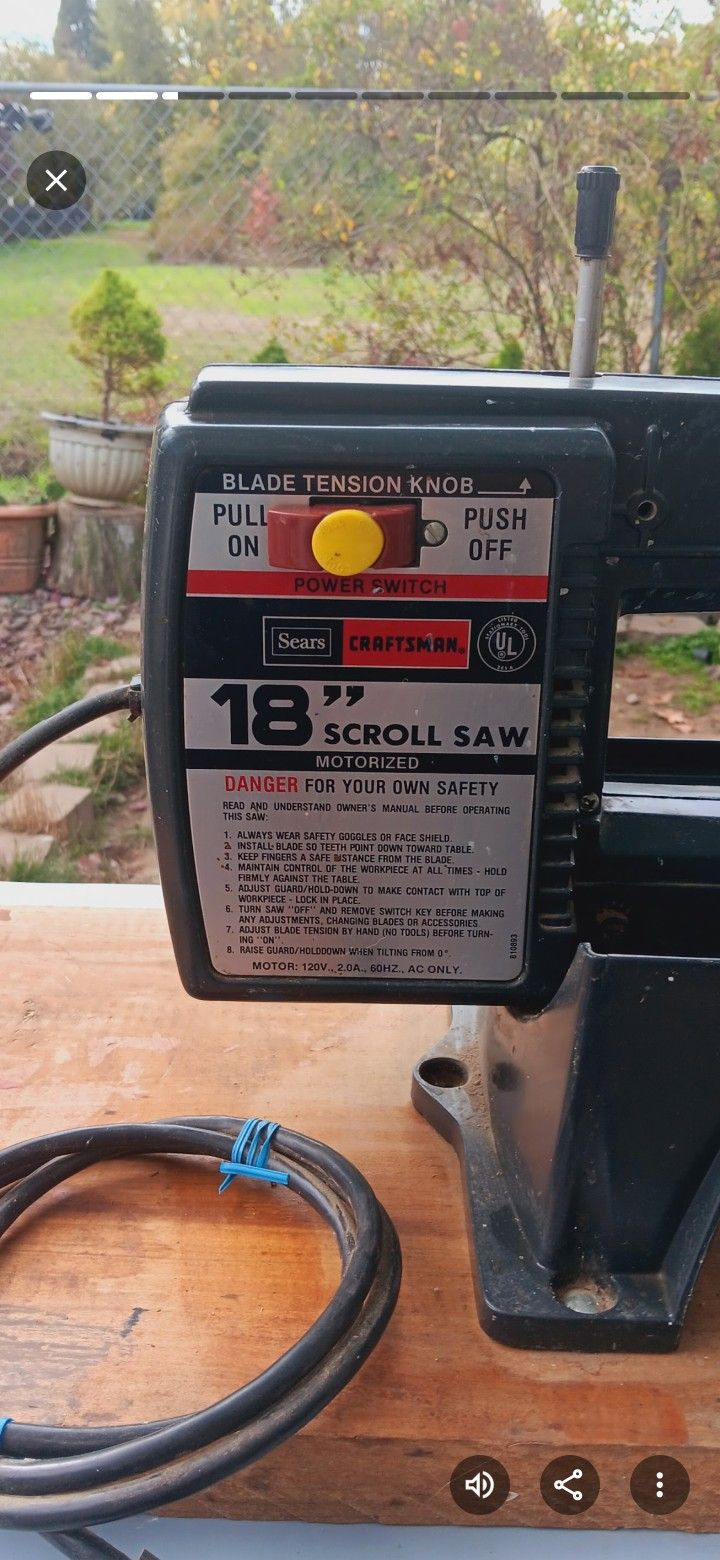 BLADE TENSION KNOB
PULL PUSH
ON OFF
POWER SWITCH
Sears CRAFTSMAN®
LISTED
UL
18” SCROLL SAW
MOTORIZED
DANGER FOR YOUR OWN SAFETY
READ AND UNDERSTAND OWNER'S MANUAL BEFORE OPERATING
THIS SAW:
1. ALWAYS WEAR SAFETY GOGGLES OR FACE SHIELD.
2. INSTALL BLADE SO TEETH POINT DOWN TOWARD TABLE.
3. KEEP FINGERS A SAFE DISTANCE FROM THE BLADE.
4. MAINTAIN CONTROL OF THE WORKPIECE AT ALL TIMES - HOLD
FIRMLY AGAINST THE TABLE.
5. ADJUST GUARD/HOLD-DOWN TO MAKE CONTACT WITH TOP OF
WORKPIECE - LOCK IN PLACE.
6. TURN SAW "OFF" AND REMOVE SWITCH KEY BEFORE MAKING
ANY ADJUSTMENTS, CHANGING BLADES OR ACCESSORIES.
7. ADJUST BLADE TENSION BY HAND (NO TOOLS) BEFORE TURN-
ING "ON".
8. RAISE GUARD/HOLDDOWN WHEN TILTING FROM 0°.
810893
MOTOR: 120V., 2.0A., 60HZ., AC ONLY.